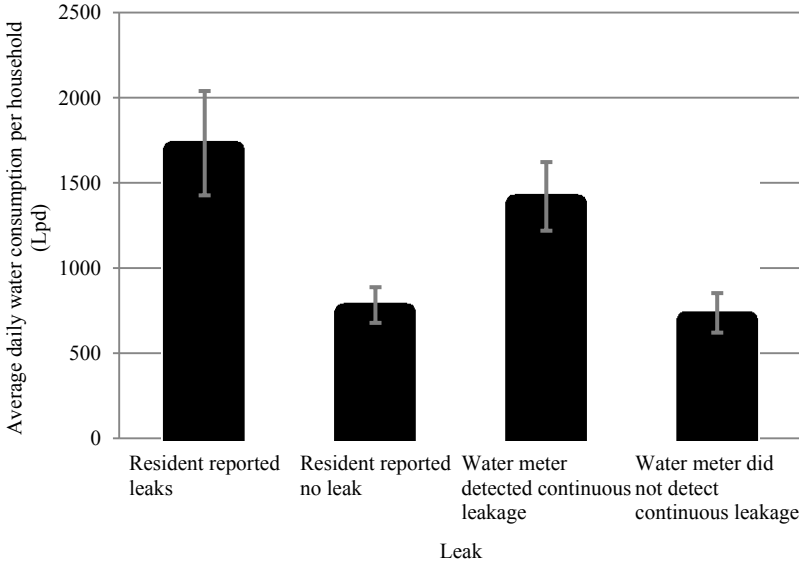 Average daily water consumption per household
(Lpd)
2500
2000
1500
1000
500
0
Resident reported
leaks
Resident reported
no leak
Water meter
detected continuous
leakage
Water meter did
not detect
continuous leakage
Leak